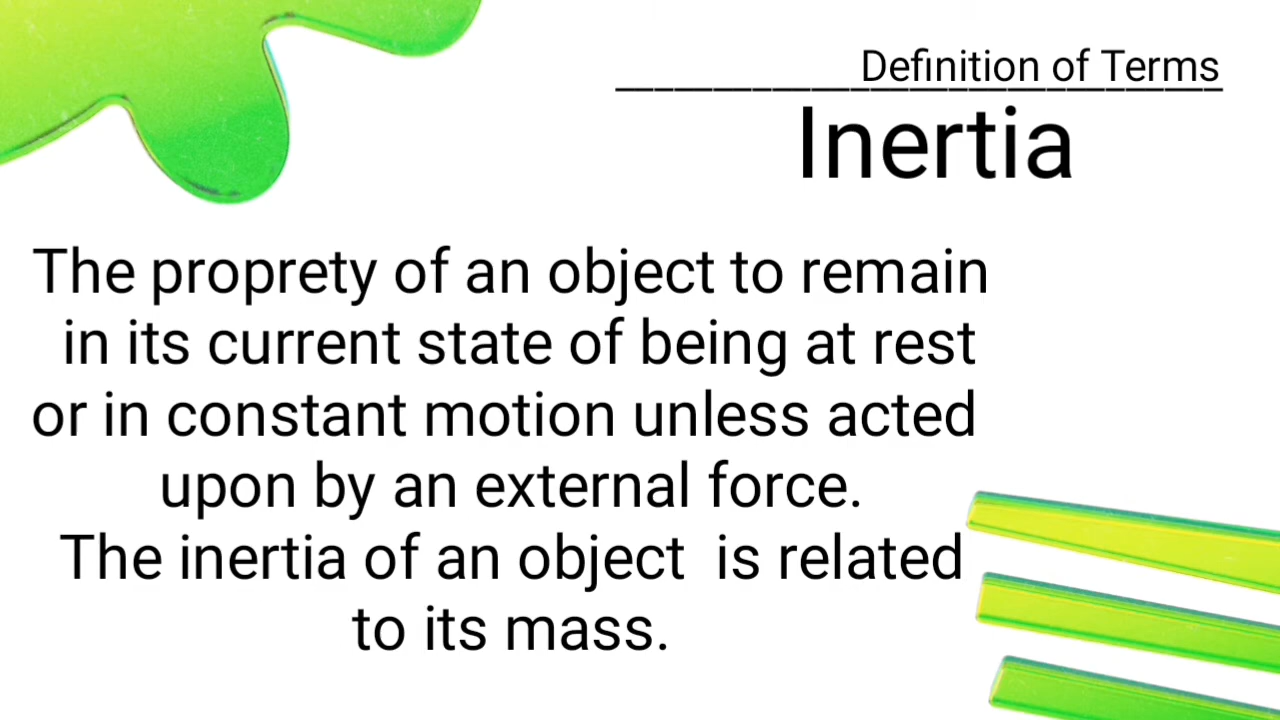 Definition of Terms
Inertia
The proprety of an object to remain
in its current state of being at rest
or in constant motion unless acted
upon by an external force.
The inertia of an object is related
to its mass.